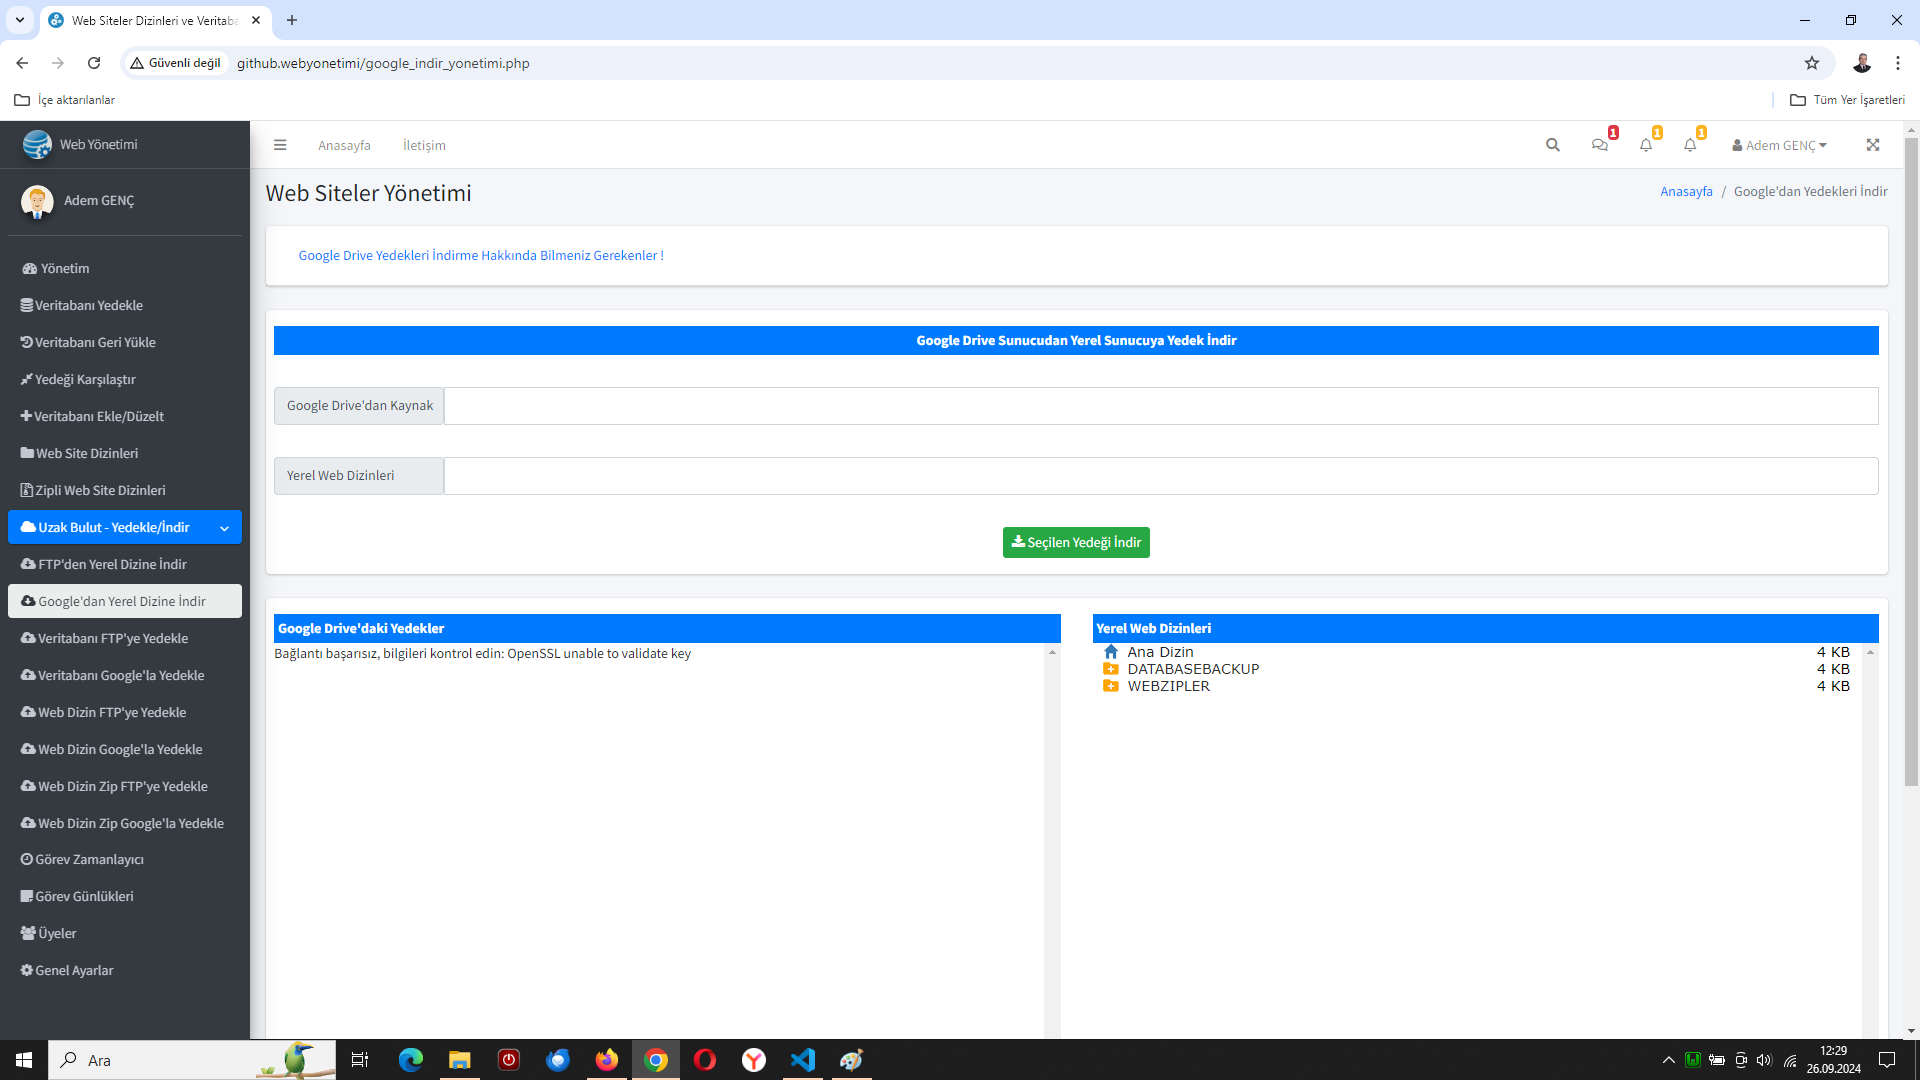 Web Siteler Dizinleri ve Veritaba
Güvenli değil
github.webyonetimi/google_indir_yonetimi.php
İçe aktarılanlar
Tüm Yer İşaretleri
Web Yönetimi
Anasayfa
İletişim
1
1
1
Adem GENÇ
Adem GENÇ
Web Siteler Yönetimi
Anasayfa / Google'dan Yedekleri İndir
Google Drive Yedekleri İndirme Hakkında Bilmeniz Gerekenler !
Yönetim
Veritabanı Yedekle
Veritabanı Geri Yükle
Yedeği Karşılaştır
Veritabanı Ekle/Düzelt
Web Site Dizinleri
Zipli Web Site Dizinleri
Uzak Bulut - Yedekle/İndir
FTP'den Yerel Dizine İndir
Google'dan Yerel Dizine İndir
Veritabanı FTP'ye Yedekle
Veritabanı Google'la Yedekle
Web Dizin FTP'ye Yedekle
Web Dizin Google'la Yedekle
Web Dizin Zip FTP'ye Yedekle
Web Dizin Zip Google'la Yedekle
Görev Zamanlayıcı
Görev Günlükleri
Üyeler
Genel Ayarlar
Google Drive Sunucudan Yerel Sunucuya Yedek İndir
Google Drive'dan Kaynak
Yerel Web Dizinleri
Seçilen Yedeği İndir
Google Drive'daki Yedekler
Bağlantı başarısız, bilgileri kontrol edin: OpenSSL unable to validate key
Yerel Web Dizinleri
Ana Dizin 4 KB
DATABASEBACKUP 4 KB
WEBZIPLER 4 KB
Ara
12:29
26.09.2024